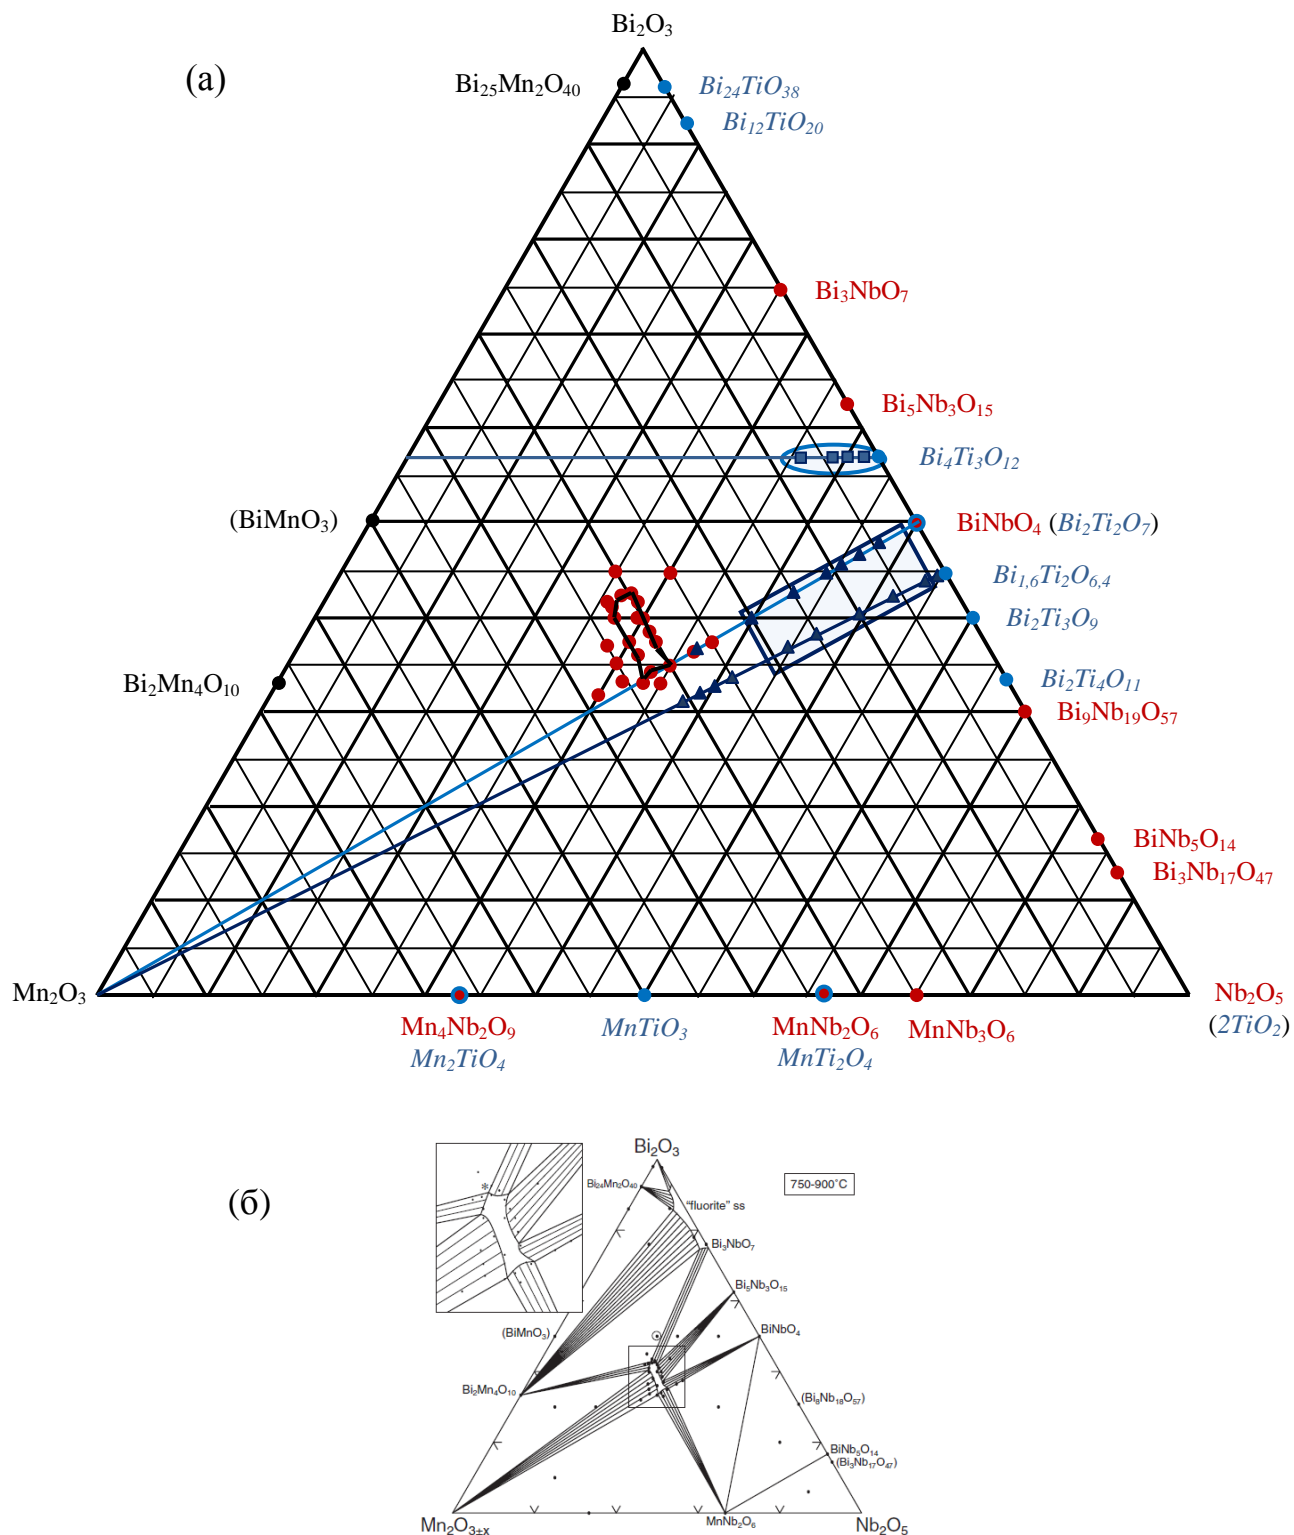 Bi₂O₃
(а)
Bi₂₅Mn₂O₄₀
Bi₂₄TiO₃₈
Bi₁₂TiO₂₀
Bi₃NbO₇
Bi₅Nb₃O₁₅
Bi₄Ti₃O₁₂
(BiMnO₃)
BiNbO₄ (Bi₂Ti₂O₇)
Bi₁,₆Ti₂O₆,₄
Bi₂Ti₃O₉
Bi₂Mn₄O₁₀
Bi₂Ti₄O₁₁
Bi₉Nb₁₉O₅₇
BiNb₅O₁₄
Bi₃Nb₁₇O₄₇
Mn₂O₃
Nb₂O₅
(2TiO₂)
Mn₄Nb₂O₉
Mn₂TiO₄
MnTiO₃
MnNb₂O₆
MnTi₂O₄
MnNb₃O₆
(б)
Bi₂O₃
750-900°C
Bi₂₄Mn₂O₄₀
"fluorite" ss
Bi₃NbO₇
*
Bi₅Nb₃O₁₅
(BiMnO₃)
BiNbO₄
Bi₂Mn₄O₁₀
(Bi₈Nb₁₈O₅₇)
BiNb₅O₁₄
(Bi₃Nb₁₇O₄₇)
Mn₂O₃±ₓ
MnNb₂O₆
Nb₂O₅